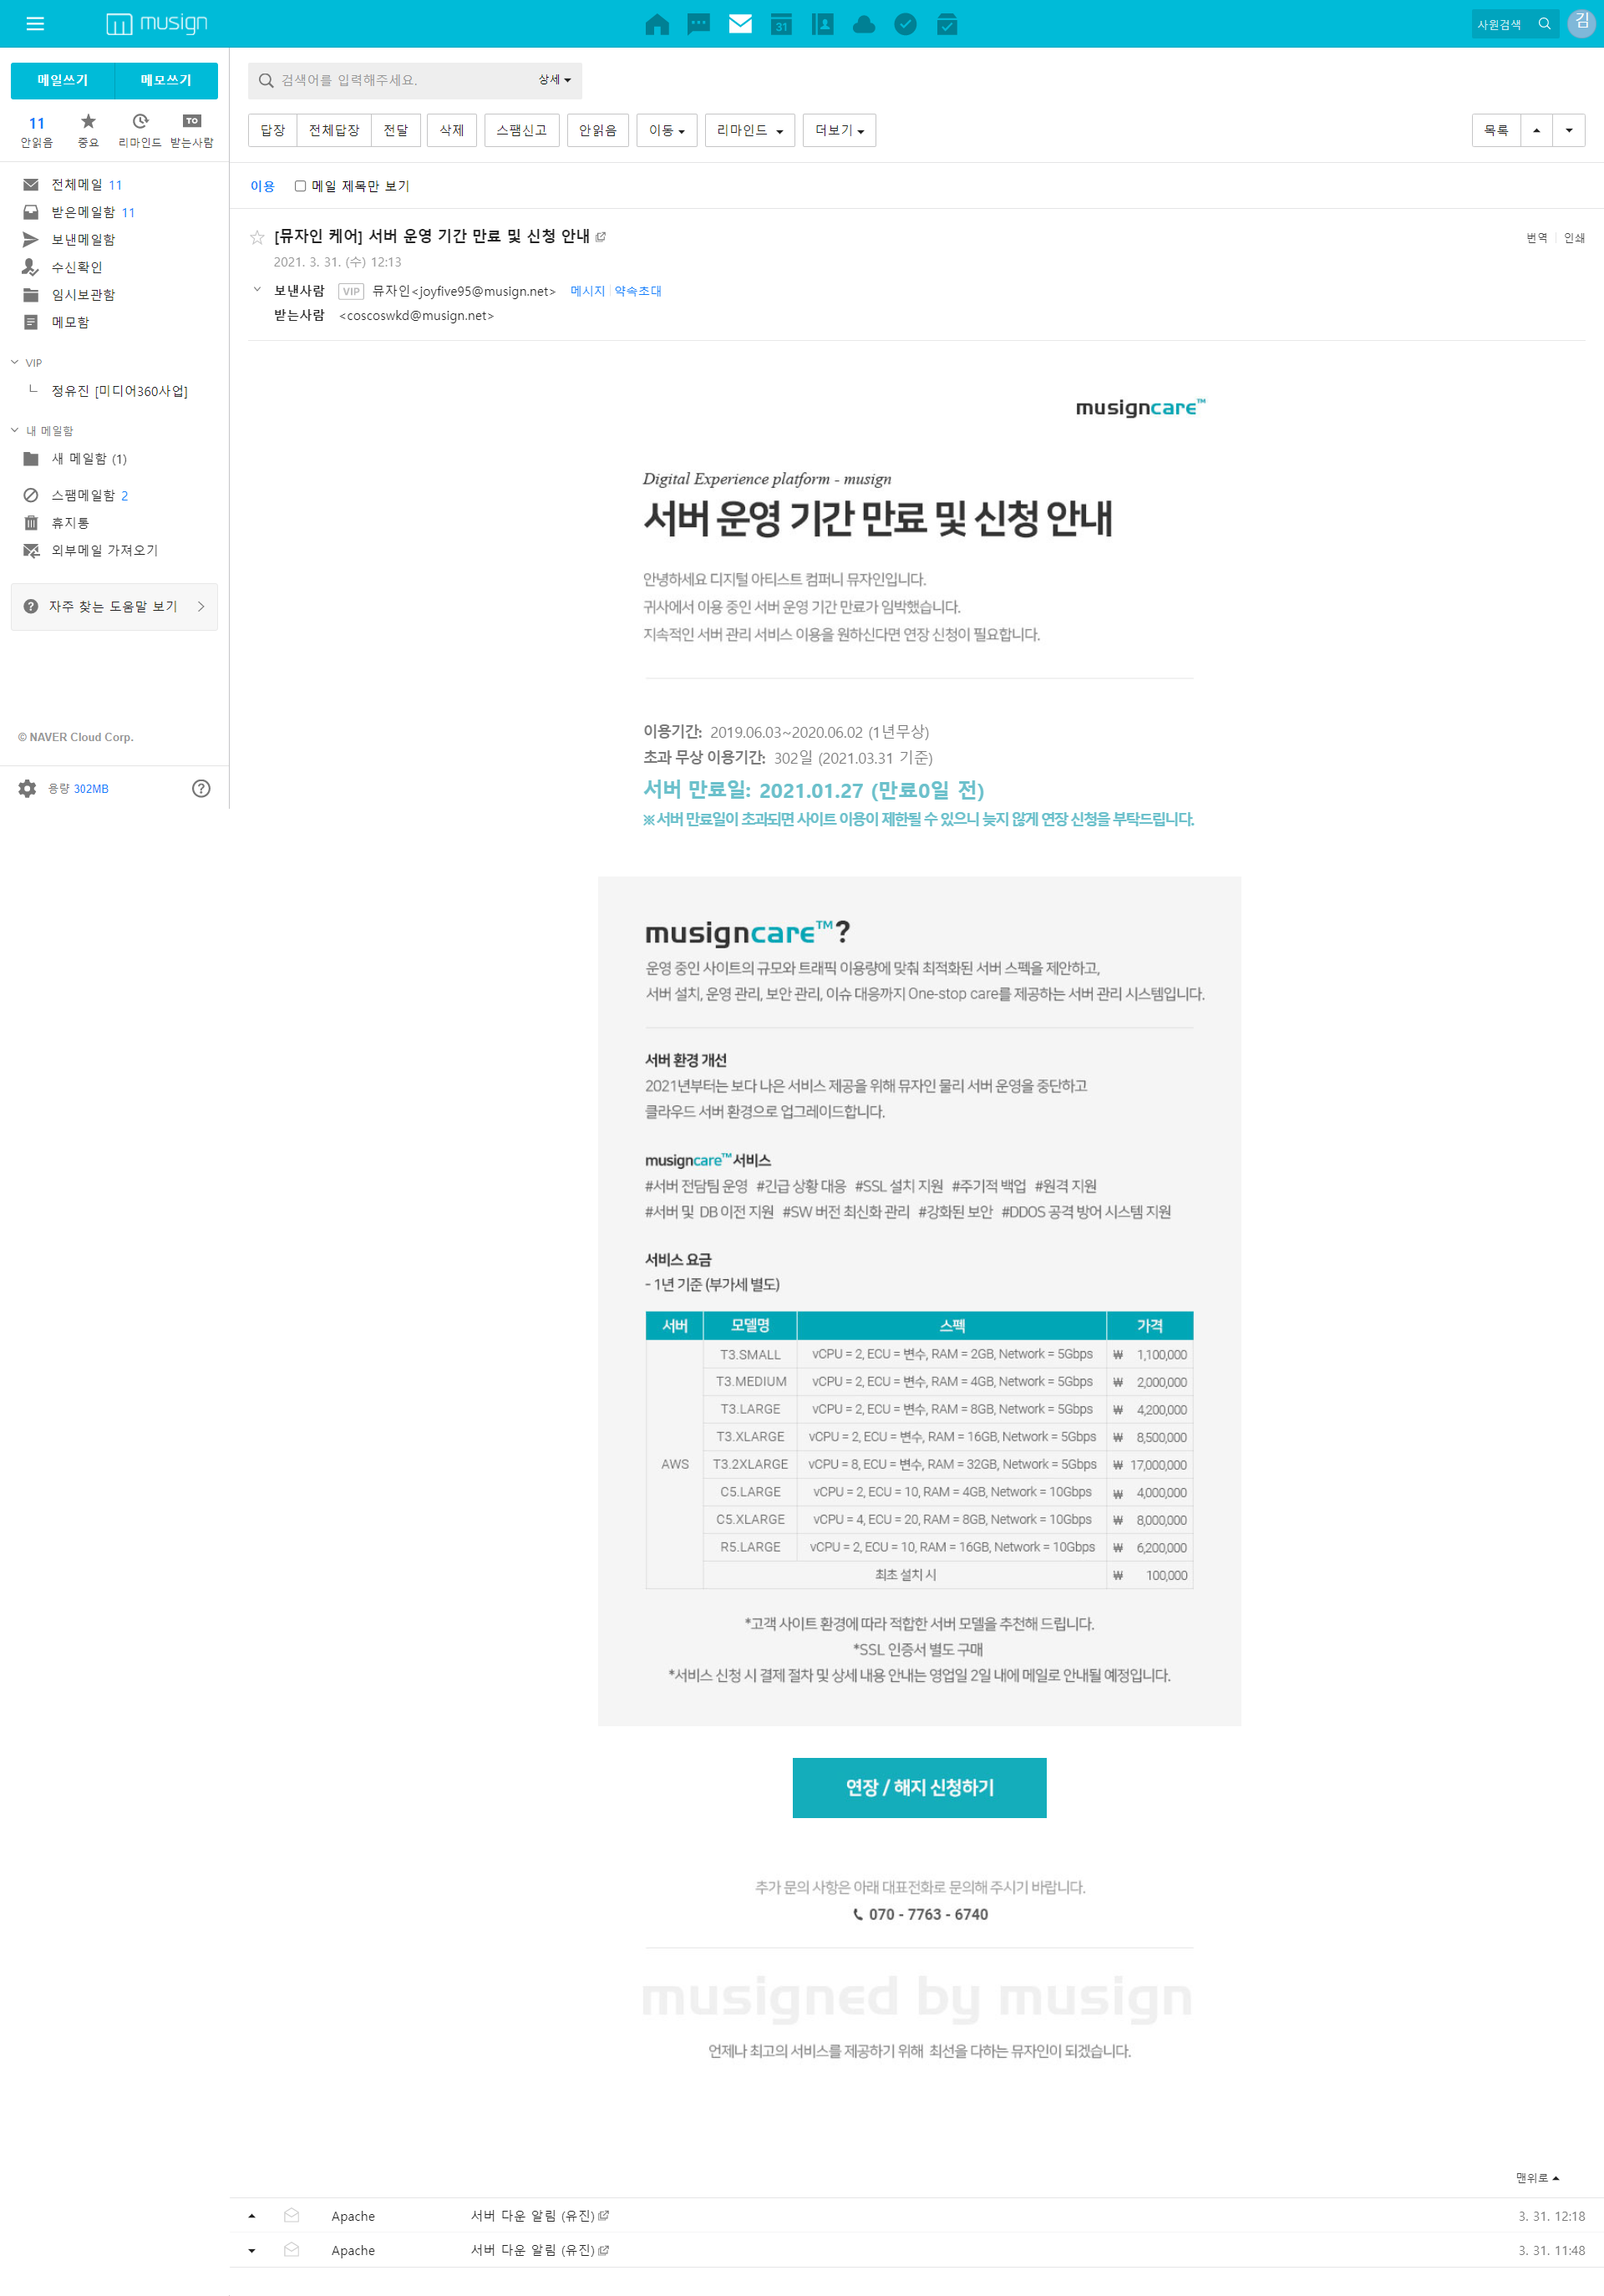 musign
31
사원검색
김
메일쓰기
메모쓰기
11
TO
안읽음
중요
리마인드
받는사람
전체메일 11
받은메일함 11
보낸메일함
수신확인
임시보관함
메모함
VIP
정유진 [미디어360사업]
내 메일함
새 메일함 (1)
스팸메일함 2
휴지통
외부메일 가져오기
자주 찾는 도움말 보기
© NAVER Cloud Corp.
용량 302MB
검색어를 입력해주세요.
상세
답장 전체답장 전달 삭제 스팸신고 안읽음 이동 리마인드 더보기 목록
이용 메일 제목만 보기
[뮤자인 케어] 서버 운영 기간 만료 및 신청 안내
번역 인쇄
2021. 3. 31. (수) 12:13
보낸사람 VIP 뮤자인<joyfive95@musign.net> 메시지 약속초대
받는사람 <coscoswkd@musign.net>
musigncare™
Digital Experience platform - musign
서버 운영 기간 만료 및 신청 안내
안녕하세요 디지털 아티스트 컴퍼니 뮤자인입니다.
귀사에서 이용 중인 서버 운영 기간 만료가 임박했습니다.
지속적인 서버 관리 서비스 이용을 원하신다면 연장 신청이 필요합니다.
이용기간: 2019.06.03~2020.06.02 (1년무상)
초과 무상 이용기간: 302일 (2021.03.31 기준)
서버 만료일: 2021.01.27 (만료0일 전)
※ 서버 만료일이 초과되면 사이트 이용이 제한될 수 있으니 늦지 않게 연장 신청을 부탁드립니다.
musigncare™?
운영 중인 사이트의 규모와 트래픽 이용량에 맞춰 최적화된 서버 스펙을 제안하고,
서버 설치, 운영 관리, 보안 관리, 이슈 대응까지 One-stop care를 제공하는 서버 관리 시스템입니다.
서버 환경 개선
2021년부터는 보다 나은 서비스 제공을 위해 뮤자인 물리 서버 운영을 중단하고
클라우드 서버 환경으로 업그레이드합니다.
musigncare™ 서비스
#서버 전담팀 운영 #긴급 상황 대응 #SSL 설치 지원 #주기적 백업 #원격 지원
#서버 및 DB 이전 지원 #SW 버전 최신화 관리 #강화된 보안 #DDOS 공격 방어 시스템 지원
서비스 요금
- 1년 기준 (부가세 별도)
서버 모델명 스펙 가격
T3.SMALL vCPU = 2, ECU = 변수, RAM = 2GB, Network = 5Gbps ₩ 1,100,000
T3.MEDIUM vCPU = 2, ECU = 변수, RAM = 4GB, Network = 5Gbps ₩ 2,000,000
T3.LARGE vCPU = 2, ECU = 변수, RAM = 8GB, Network = 5Gbps ₩ 4,200,000
T3.XLARGE vCPU = 2, ECU = 변수, RAM = 16GB, Network = 5Gbps ₩ 8,500,000
AWS T3.2XLARGE vCPU = 8, ECU = 변수, RAM = 32GB, Network = 5Gbps ₩ 17,000,000
C5.LARGE vCPU = 2, ECU = 10, RAM = 4GB, Network = 10Gbps ₩ 4,000,000
C5.XLARGE vCPU = 4, ECU = 20, RAM = 8GB, Network = 10Gbps ₩ 8,000,000
R5.LARGE vCPU = 2, ECU = 10, RAM = 16GB, Network = 10Gbps ₩ 6,200,000
최초 설치 시 ₩ 100,000
*고객 사이트 환경에 따라 적합한 서버 모델을 추천해 드립니다.
*SSL 인증서 별도 구매
*서비스 신청 시 결제 절차 및 상세 내용 안내는 영업일 2일 내에 메일로 안내될 예정입니다.
연장 / 해지 신청하기
추가 문의 사항은 아래 대표전화로 문의해 주시기 바랍니다.
070 - 7763 - 6740
musigned by musign
언제나 최고의 서비스를 제공하기 위해 최선을 다하는 뮤자인이 되겠습니다.
맨위로
Apache 서버 다운 알림 (유진) 3. 31. 12:18
Apache 서버 다운 알림 (유진) 3. 31. 11:48